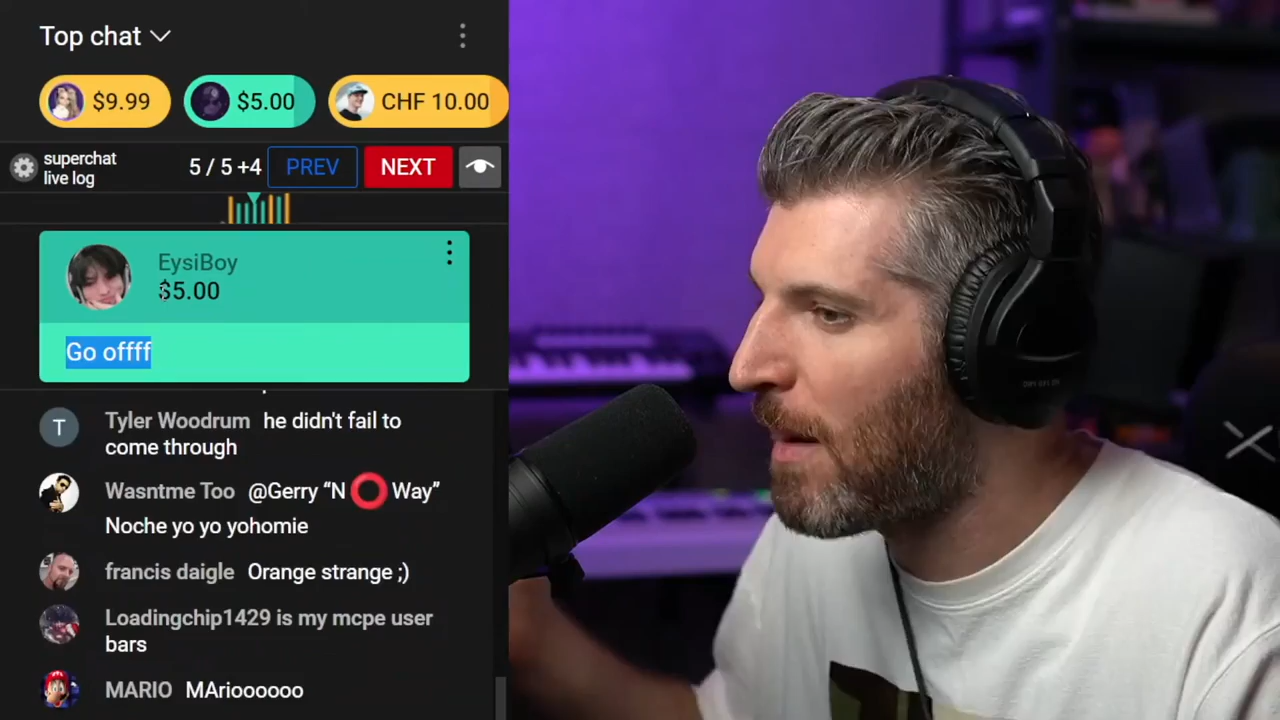 Top chat
$9.99 $5.00 CHF 10.00
superchat
live log
5 / 5 +4 PREV NEXT
EysiBoy
$5.00
Go offff
T Tyler Woodrum he didn't fail to
come through
Wasntme Too @Gerry “N ⭕ Way”
Noche yo yo yohomie
francis daigle Orange strange ;)
Loadingchip1429 is my mcpe user
bars
MARIO MArioooooo